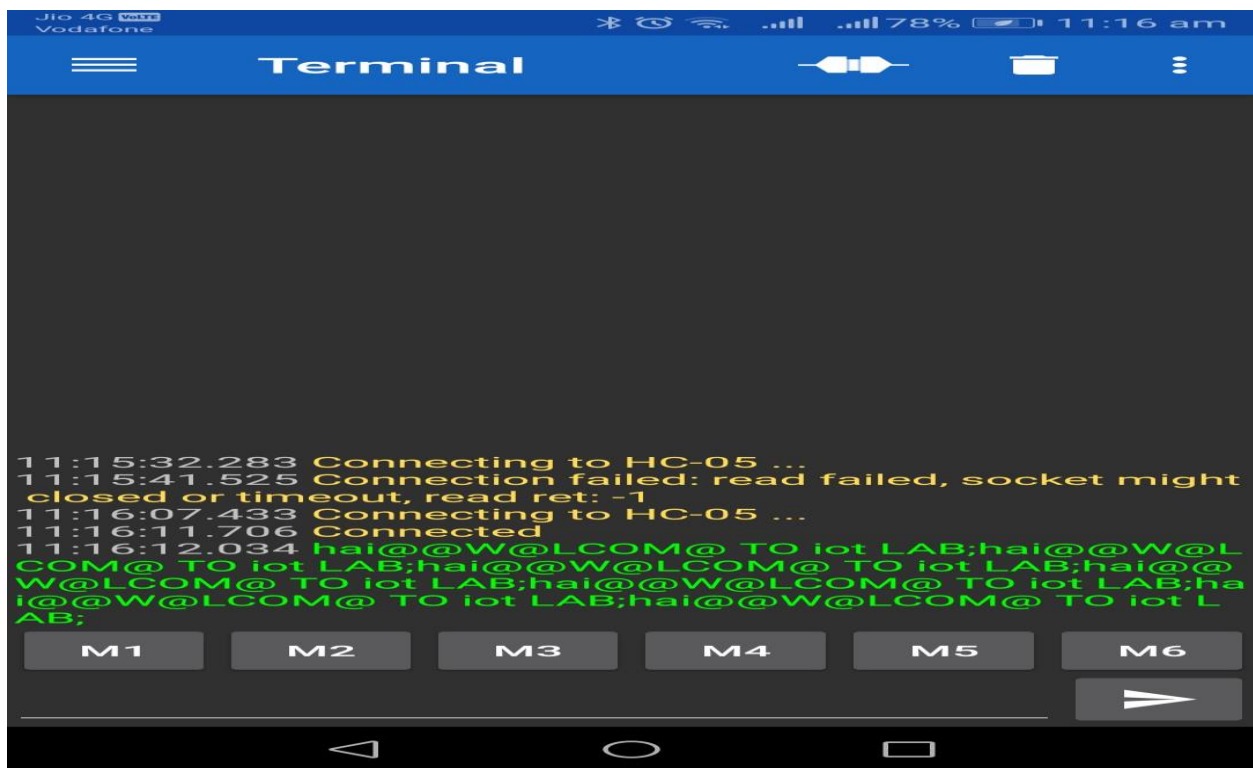 Jio 4G VoLTE
Vodafone
78% 11:16 am
Terminal
11:15:32.283 Connecting to HC-05 ...
11:15:41.525 Connection failed: read failed, socket might
closed or timeout, read ret: -1
11:16:07.433 Connecting to HC-05 ...
11:16:11.706 Connected
11:16:12.034 hai@@W@LCOM@ TO iot LAB;hai@@W@L
COM@ TO iot LAB;hai@@W@LCOM@ TO iot LAB;hai@@
W@LCOM@ TO iot LAB;hai@@W@LCOM@ TO iot LAB;ha
i@@W@LCOM@ TO iot LAB;hai@@W@LCOM@ TO iot L
AB;
M1 M2 M3 M4 M5 M6